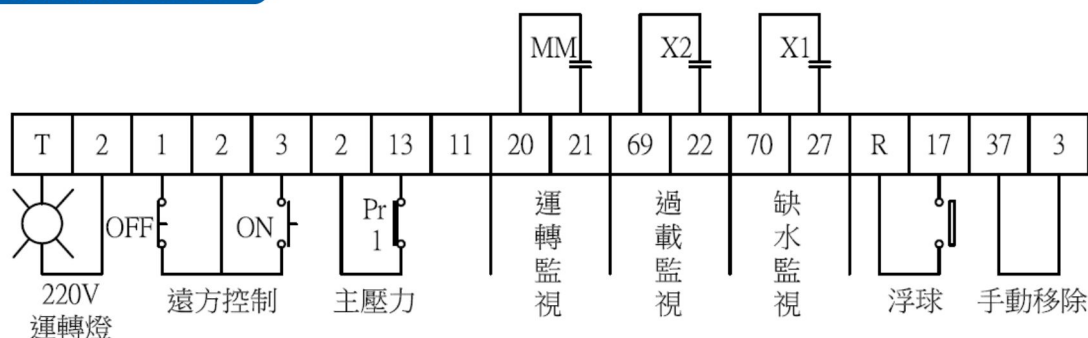 MM X2 X1
T 2 1 2 3 2 13 11 20 21 69 22 70 27 R 17 37 3
OFF ON Pr 1
220V
運轉燈
遠方控制
主壓力
運轉監視
過載監視
缺水監視
浮球
手動移除